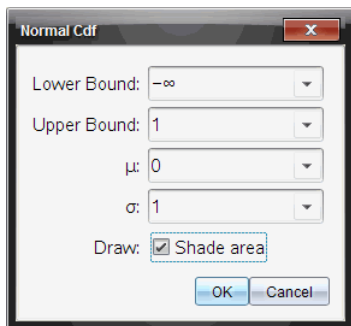 Normal Cdf
Lower Bound: -∞
Upper Bound: 1
μ: 0
σ: 1
Draw: Shade area
OK Cancel